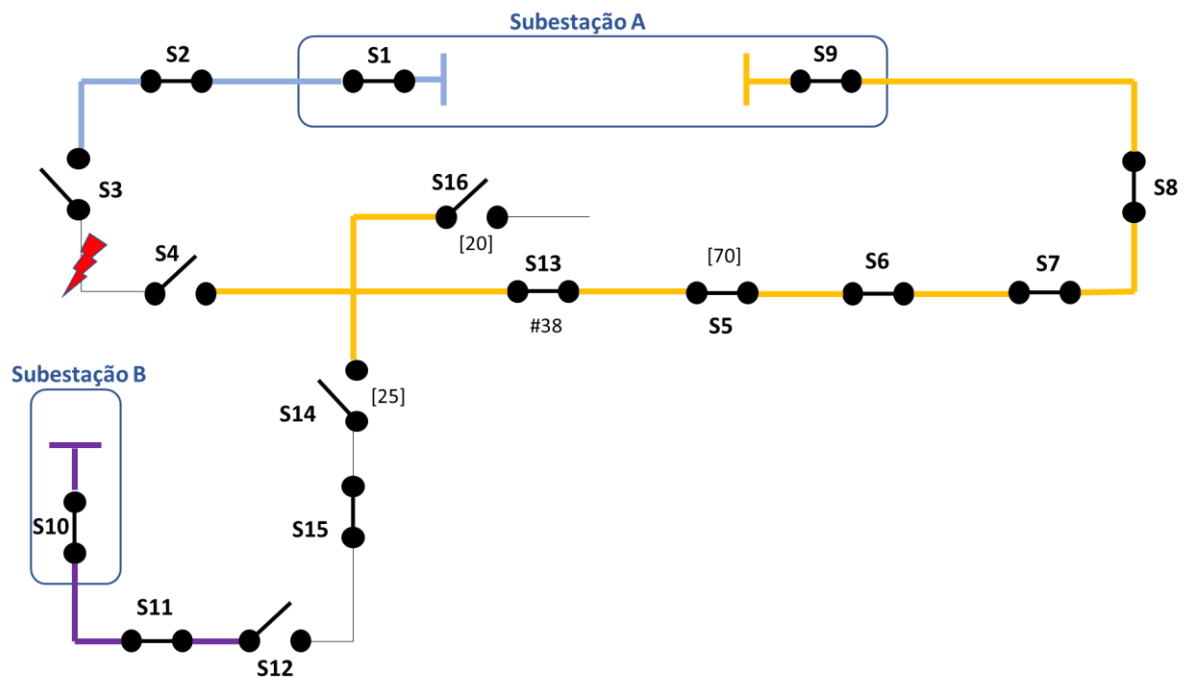 Subestação A
S2
S1
S9
S3
S16
S8
[20]
S4
S13
[70]
S6
S7
#38
S5
Subestação B
[25]
S14
S10
S15
S11
S12